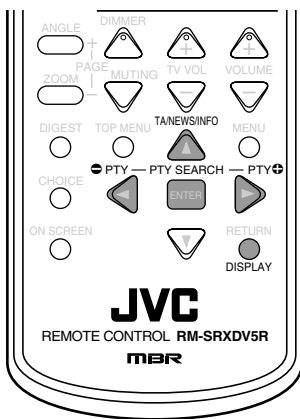 ANGLE DIMMER
+ + +
PAGE
ZOOM − MUTING TV VOL VOLUME
− −
TA/NEWS/INFO
DIGEST TOP MENU MENU
PTY — PTY SEARCH — PTY
CHOICE ENTER
ON SCREEN RETURN
DISPLAY
JVC
REMOTE CONTROL RM-SRXDV5R
MBR